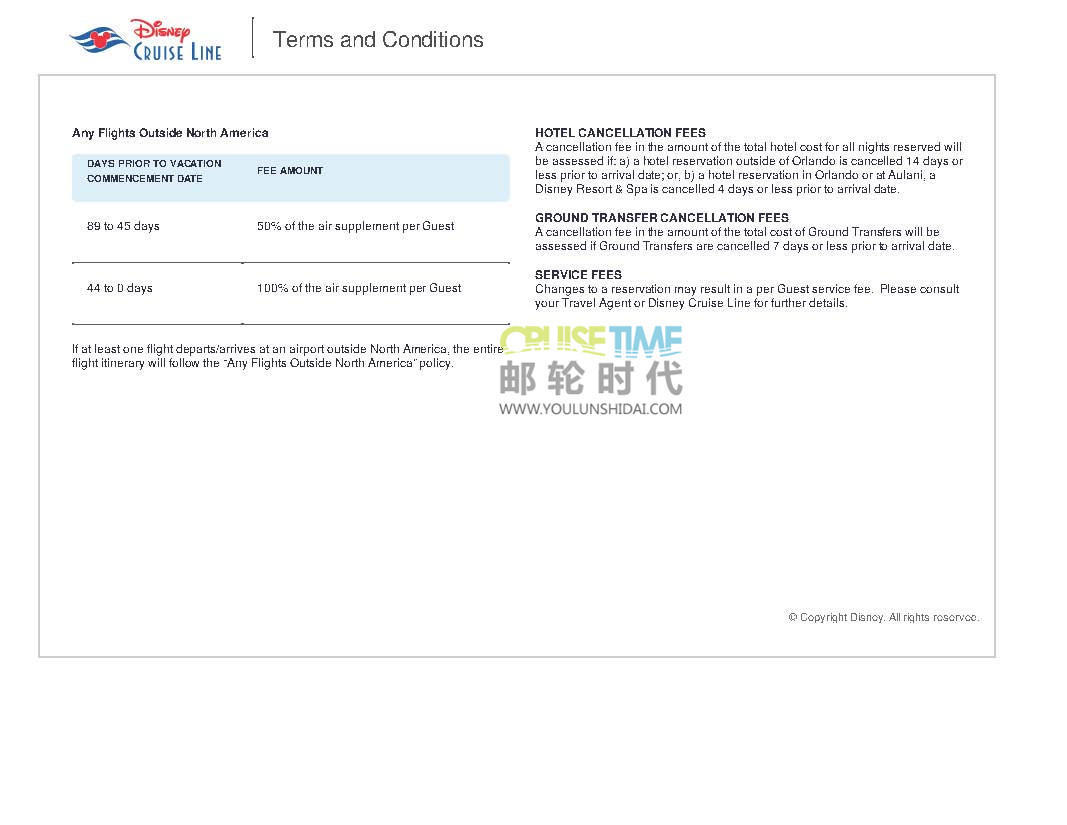 Disney
Cruise Line
Terms and Conditions
Any Flights Outside North America
DAYS PRIOR TO VACATION
COMMENCEMENT DATE
FEE AMOUNT
89 to 45 days
50% of the air supplement per Guest
44 to 0 days
100% of the air supplement per Guest
If at least one flight departs/arrives at an airport outside North America, the entire
flight itinerary will follow the "Any Flights Outside North America" policy.
HOTEL CANCELLATION FEES
A cancellation fee in the amount of the total hotel cost for all nights reserved will
be assessed if: a) a hotel reservation outside of Orlando is cancelled 14 days or
less prior to arrival date; or, b) a hotel reservation in Orlando or at Aulani, a
Disney Resort & Spa is cancelled 4 days or less prior to arrival date.
GROUND TRANSFER CANCELLATION FEES
A cancellation fee in the amount of the total cost of Ground Transfers will be
assessed if Ground Transfers are cancelled 7 days or less prior to arrival date.
SERVICE FEES
Changes to a reservation may result in a per Guest service fee. Please consult
your Travel Agent or Disney Cruise Line for further details.
CRUISETIME
邮轮时代
WWW.YOULUNSHIDAI.COM
© Copyright Disney. All rights reservee.